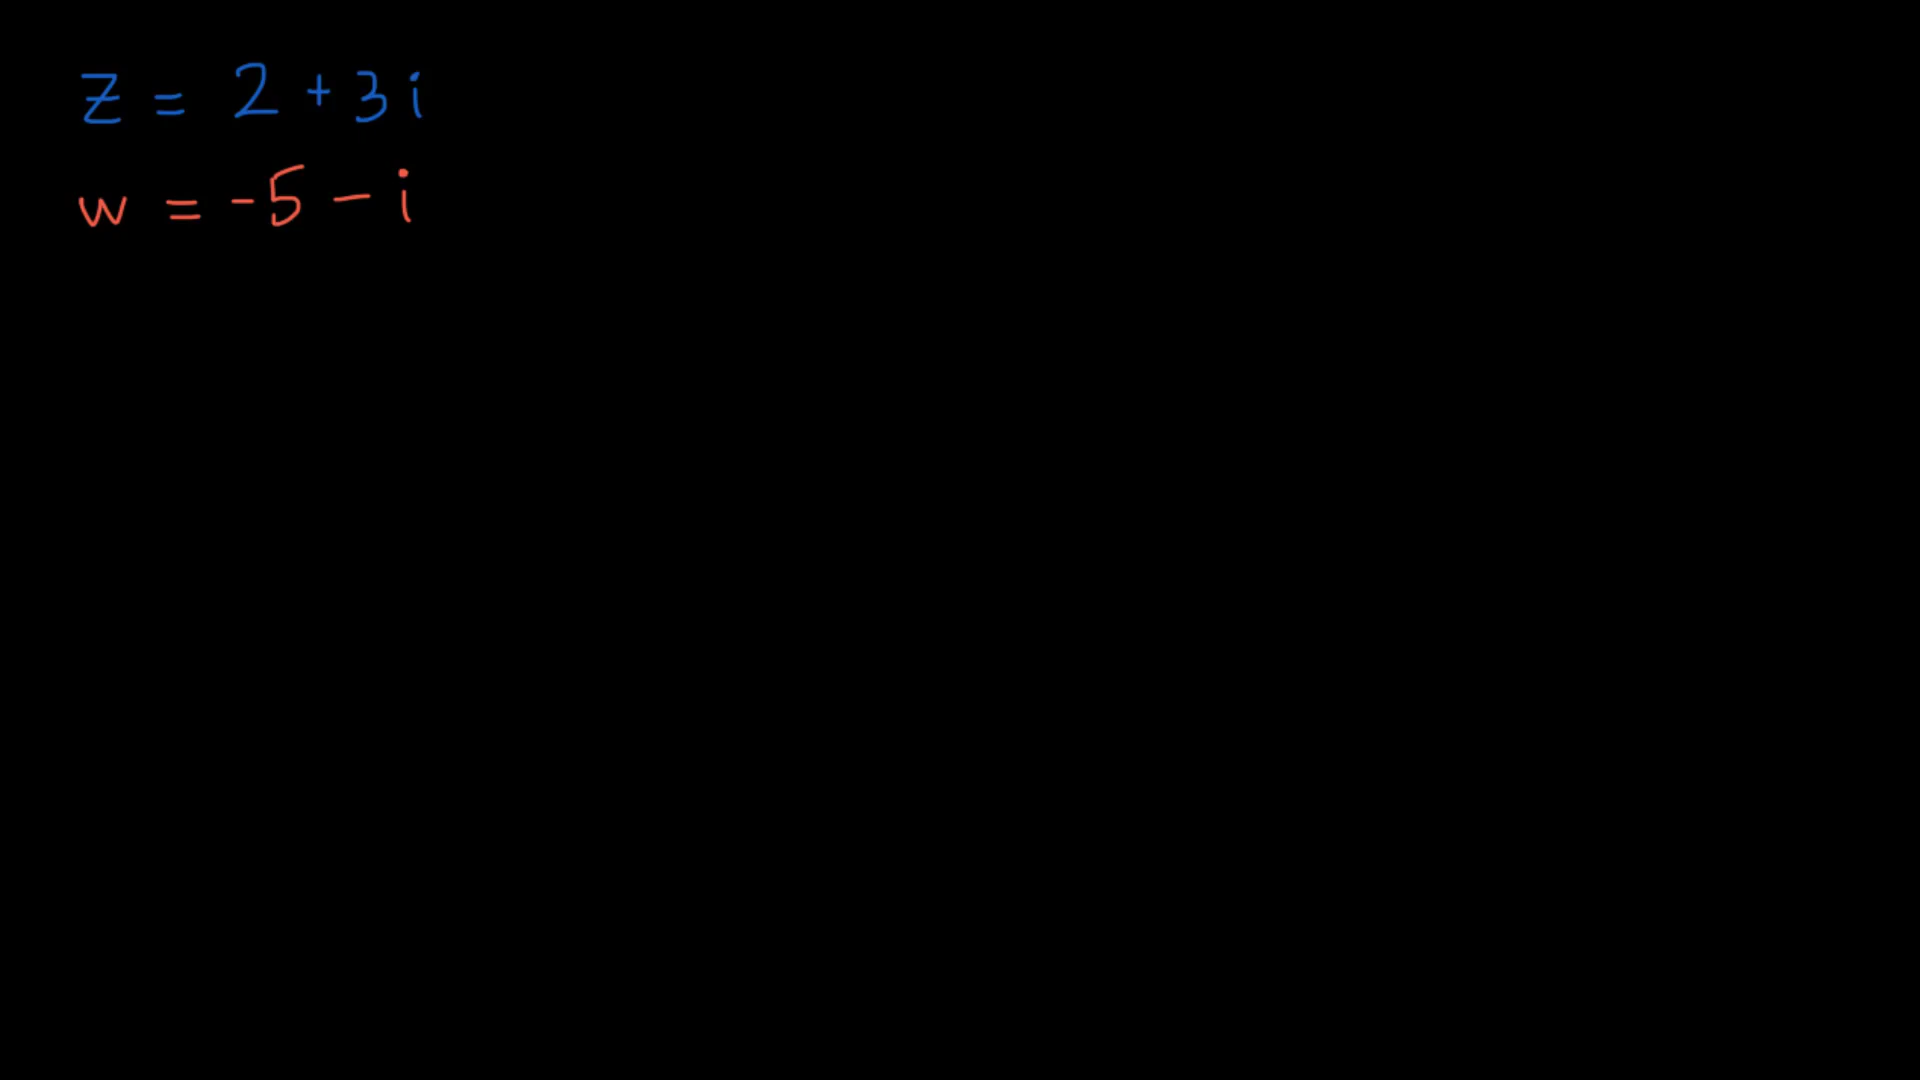 z = 2 + 3i
w = -5 - i